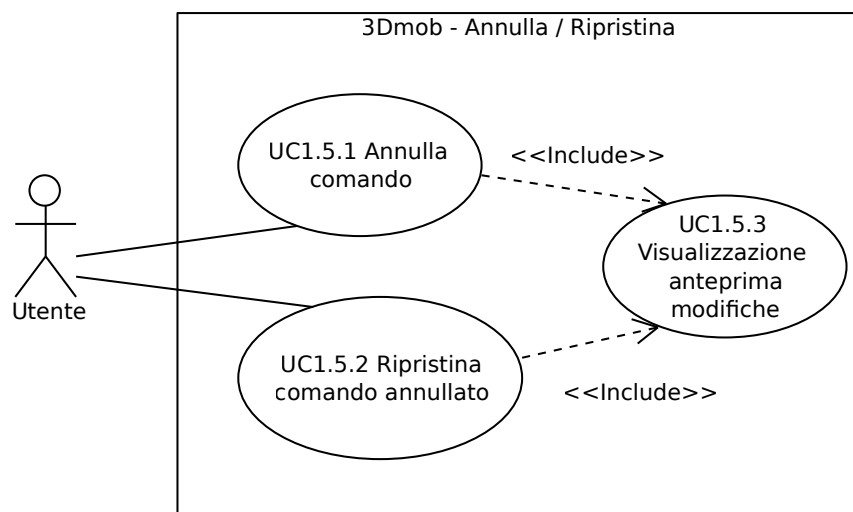 3Dmob - Annulla / Ripristina
UC1.5.1 Annulla
comando
<<Include>>
UC1.5.3
Visualizzazione
anteprima
modifiche
Utente
UC1.5.2 Ripristina
comando annullato
<<Include>>